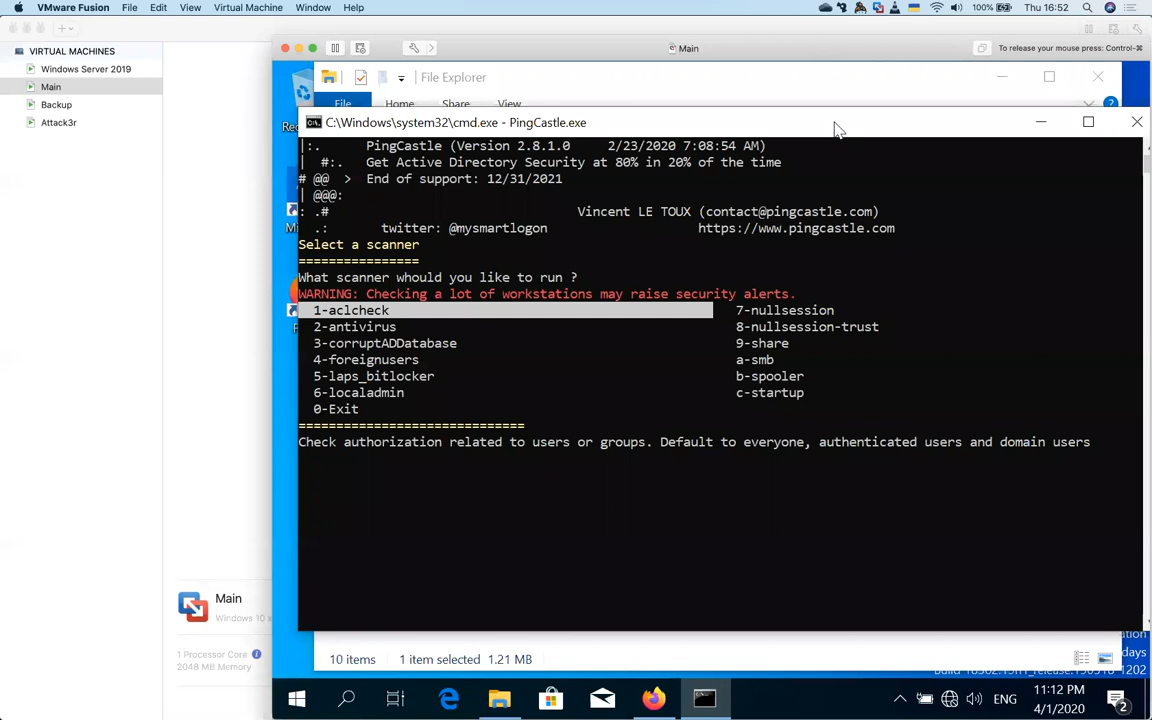 VMware Fusion File Edit View Virtual Machine Window Help 100% Thu 16:52
VIRTUAL MACHINES
Windows Server 2019
Main
Backup
Attack3r
Main
To release your mouse press: Control-⌘
File Explorer
File Home Share View
C:\Windows\system32\cmd.exe - PingCastle.exe
|:. PingCastle (Version 2.8.1.0 2/23/2020 7:08:54 AM)
| #:. Get Active Directory Security at 80% in 20% of the time
# @@ > End of support: 12/31/2021
| @@@:
: .# Vincent LE TOUX (contact@pingcastle.com)
.: twitter: @mysmartlogon https://www.pingcastle.com
Select a scanner
================
What scanner whould you like to run ?
WARNING: Checking a lot of workstations may raise security alerts.
1-aclcheck 7-nullsession
2-antivirus 8-nullsession-trust
3-corruptADDatabase 9-share
4-foreignusers a-smb
5-laps_bitlocker b-spooler
6-localadmin c-startup
0-Exit
==============================
Check authorization related to users or groups. Default to everyone, authenticated users and domain users
Main
Windows 10 x
1 Processor Core
2048 MB Memory
10 items 1 item selected 1.21 MB
days
1202
ENG
11:12 PM
4/1/2020
2